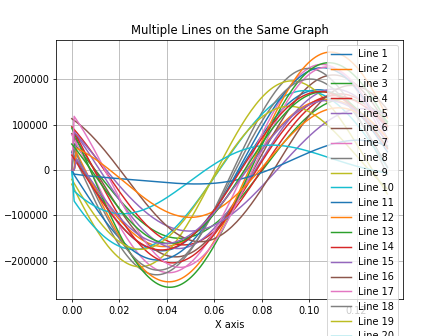 Multiple Lines on the Same Graph
200000
100000
0
−100000
−200000
0.00
0.02
0.04
0.06
0.08
0.10
X axis
Line 1
Line 2
Line 3
Line 4
Line 5
Line 6
Line 7
Line 8
Line 9
Line 10
Line 11
Line 12
Line 13
Line 14
Line 15
Line 16
Line 17
Line 18
Line 19
Line 20